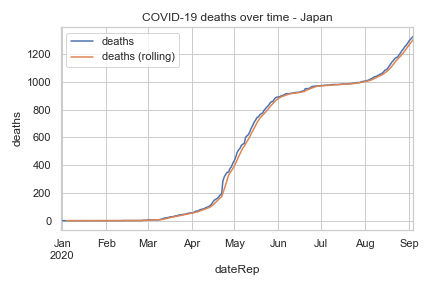 COVID-19 deaths over time - Japan
deaths
deaths (rolling)
deaths
1200
1000
800
600
400
200
0
Jan Feb Mar Apr May Jun Jul Aug Sep
2020
dateRep